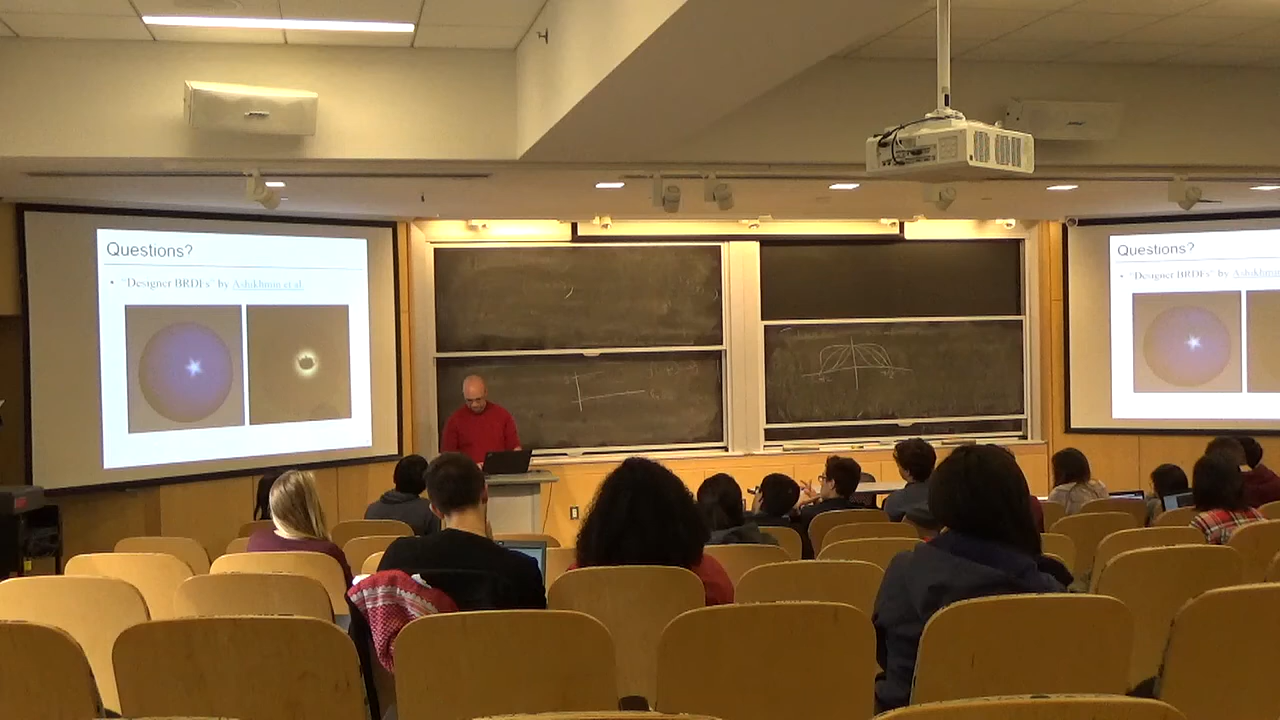 Questions?
• "Designer BRDFs" by Ashikhmin et al.
Questions?
• "Designer BRDFs" by Ashikhmin